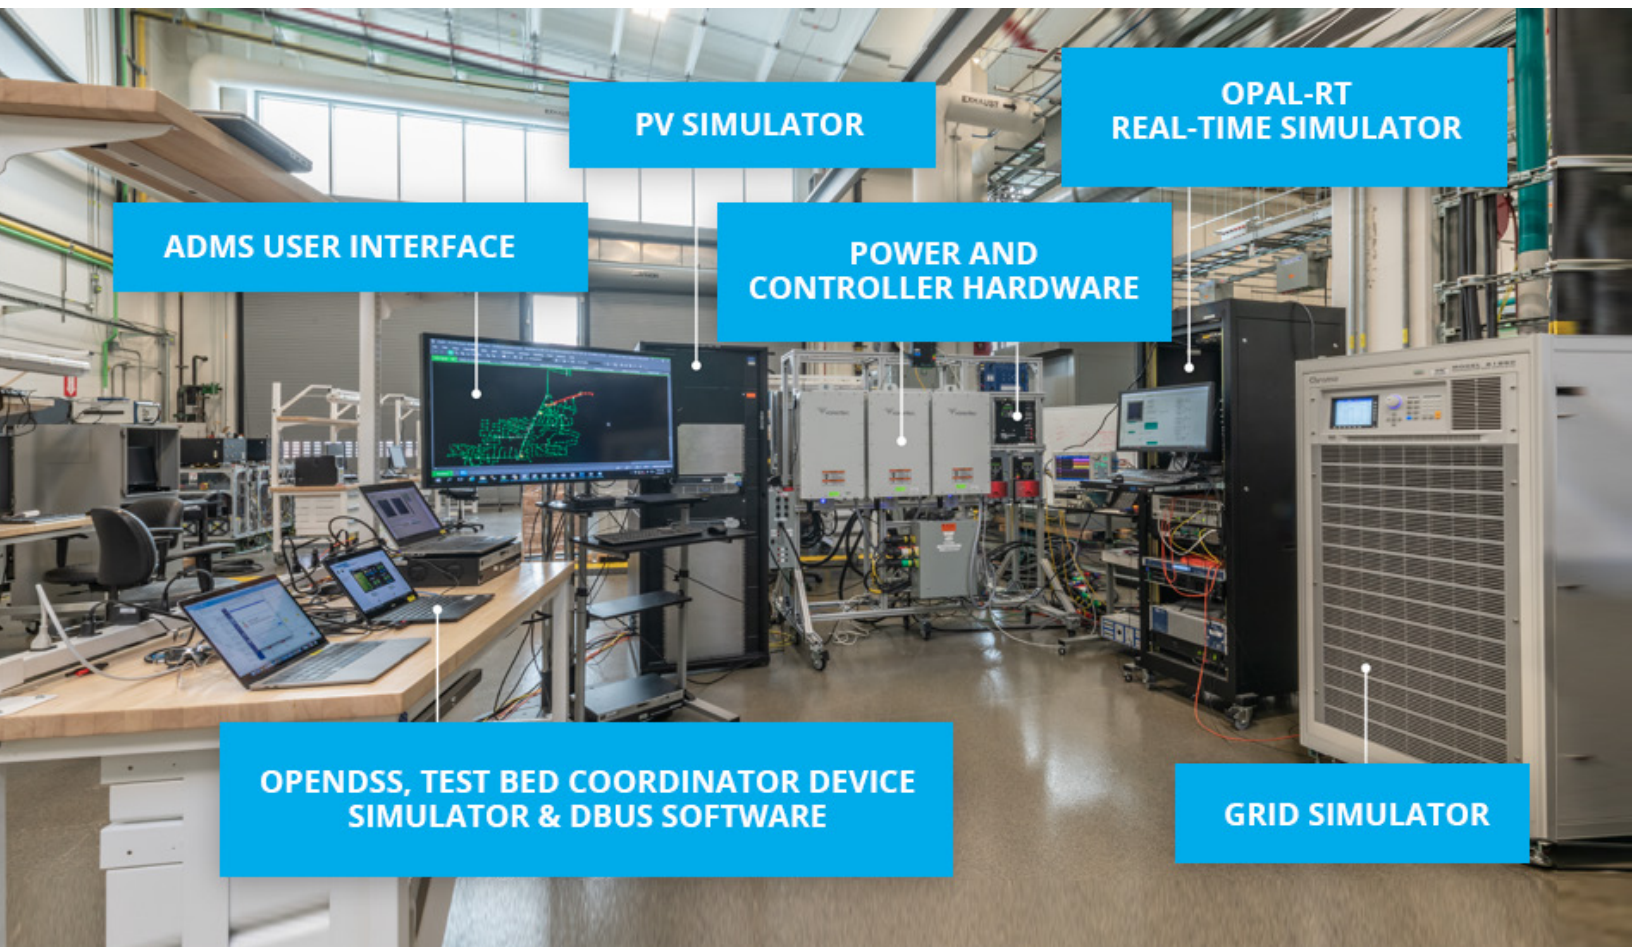 PV SIMULATOR
OPAL-RT
REAL-TIME SIMULATOR
EXHAUST
ADMS USER INTERFACE
POWER AND
CONTROLLER HARDWARE
OPENDSS, TEST BED COORDINATOR DEVICE
SIMULATOR & DBUS SOFTWARE
GRID SIMULATOR